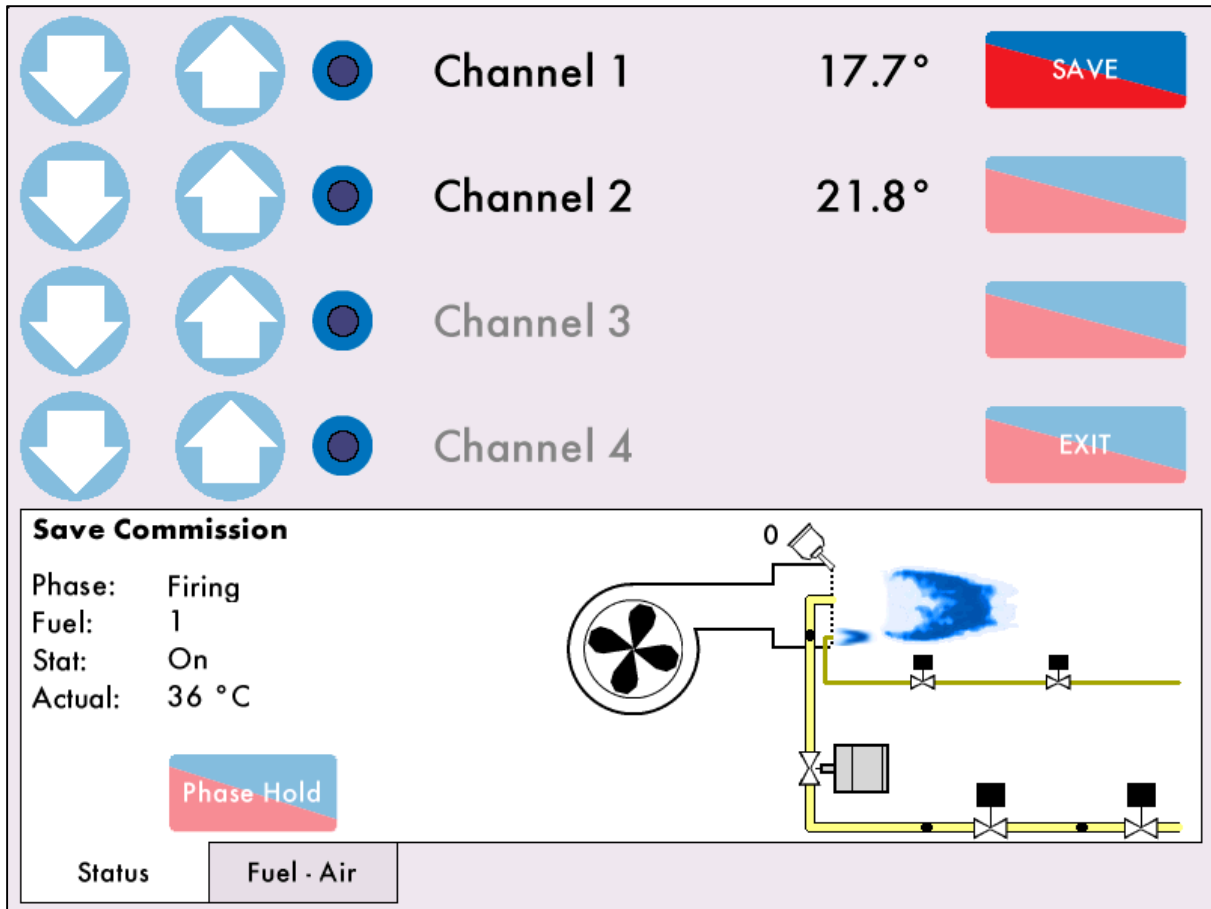 Channel 1 17.7° SAVE
Channel 2 21.8°
Channel 3
Channel 4 EXIT
Save Commission
0
Phase: Firing
Fuel: 1
Stat: On
Actual: 36 °C
Phase Hold
Status Fuel - Air